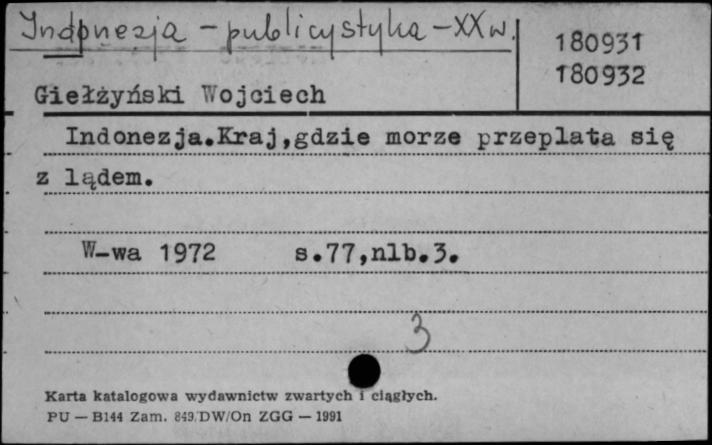 Indonezja - publicystyka - XX w.
180931
180932
Giełżyński Wojciech
Indonezja.Kraj,gdzie morze przeplata się
z lądem.
W-wa 1972 s.77,nlb.3.
3
Karta katalogowa wydawnictw zwartych i ciągłych.
PU — B144 Zam. 849/DW/On ZGG — 1991